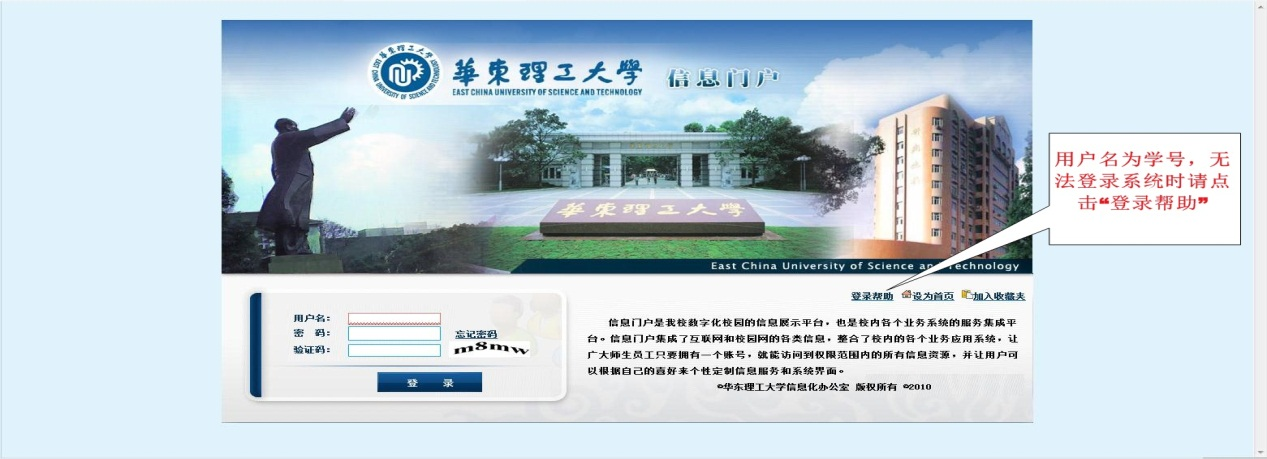 華東理工大學
EAST CHINA UNIVERSITY OF SCIENCE AND TECHNOLOGY
信息门户
華東理工大學
East China University of Science and Technology
用户名为学号，无
法登录系统时请点
击“登录帮助”
登录帮助 设为首页 加入收藏夹
用户名：
密 码：
忘记密码
验证码：
m8mw
登 录
信息门户是我校数字化校园的信息展示平台，也是校内各个业务系统的服务集成平
台。信息门户集成了互联网和校园网的各类信息，整合了校内的各个业务应用系统，让
广大师生员工只要拥有一个账号，就能访问到权限范围内的所有信息资源，并让用户可
以根据自己的喜好来个性定制信息服务和系统界面。
©华东理工大学信息化办公室 版权所有 ©2010